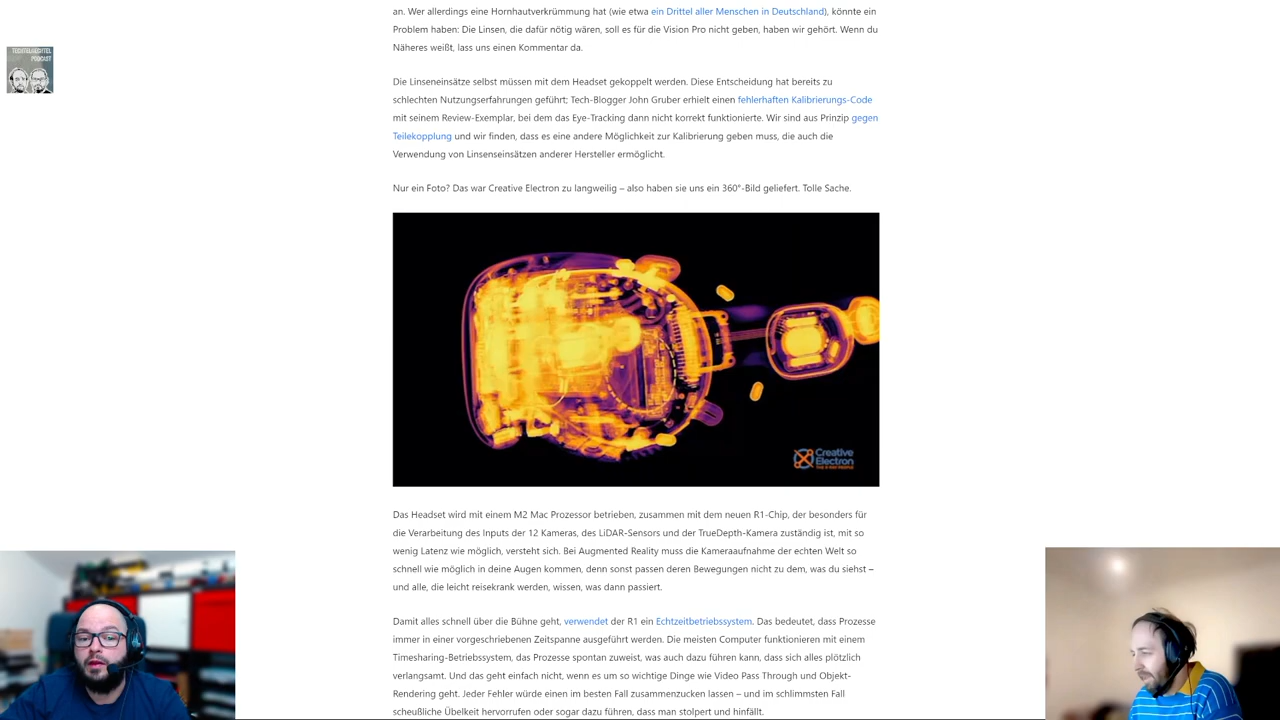 an. Wer allerdings eine Hornhautverkrümmung hat (wie etwa ein Drittel aller Menschen in Deutschland), könnte ein
Problem haben: Die Linsen, die dafür nötig wären, soll es für die Vision Pro nicht geben, haben wir gehört. Wenn du
Näheres weißt, lass uns einen Kommentar da.
TECHTELMECHTEL
PODCAST
Die Linseneinsätze selbst müssen mit dem Headset gekoppelt werden. Diese Entscheidung hat bereits zu
schlechten Nutzungserfahrungen geführt; Tech-Blogger John Gruber erhielt einen fehlerhaften Kalibrierungs-Code
mit seinem Review-Exemplar, bei dem das Eye-Tracking dann nicht korrekt funktionierte. Wir sind aus Prinzip gegen
Teilekopplung und wir finden, dass es eine andere Möglichkeit zur Kalibrierung geben muss, die auch die
Verwendung von Linsenseinsätzen anderer Hersteller ermöglicht.
Nur ein Foto? Das war Creative Electron zu langweilig – also haben sie uns ein 360°-Bild geliefert. Tolle Sache.
Creative
Electron
Das Headset wird mit einem M2 Mac Prozessor betrieben, zusammen mit dem neuen R1-Chip, der besonders für
die Verarbeitung des Inputs der 12 Kameras, des LiDAR-Sensors und der TrueDepth-Kamera zuständig ist, mit so
wenig Latenz wie möglich, versteht sich. Bei Augmented Reality muss die Kameraaufnahme der echten Welt so
schnell wie möglich in deine Augen kommen, denn sonst passen deren Bewegungen nicht zu dem, was du siehst –
und alle, die leicht reisekrank werden, wissen, was dann passiert.
Damit alles schnell über die Bühne geht, verwendet der R1 ein Echtzeitbetriebssystem. Das bedeutet, dass Prozesse
immer in einer vorgeschriebenen Zeitspanne ausgeführt werden. Die meisten Computer funktionieren mit einem
Timesharing-Betriebssystem, das Prozesse spontan zuweist, was auch dazu führen kann, dass sich alles plötzlich
verlangsamt. Und das geht einfach nicht, wenn es um so wichtige Dinge wie Video Pass Through und Objekt-
Rendering geht. Jeder Fehler würde einen im besten Fall zusammenzucken lassen – und im schlimmsten Fall
scheußliche Übelkeit hervorrufen oder sogar dazu führen, dass man stolpert und hinfällt.